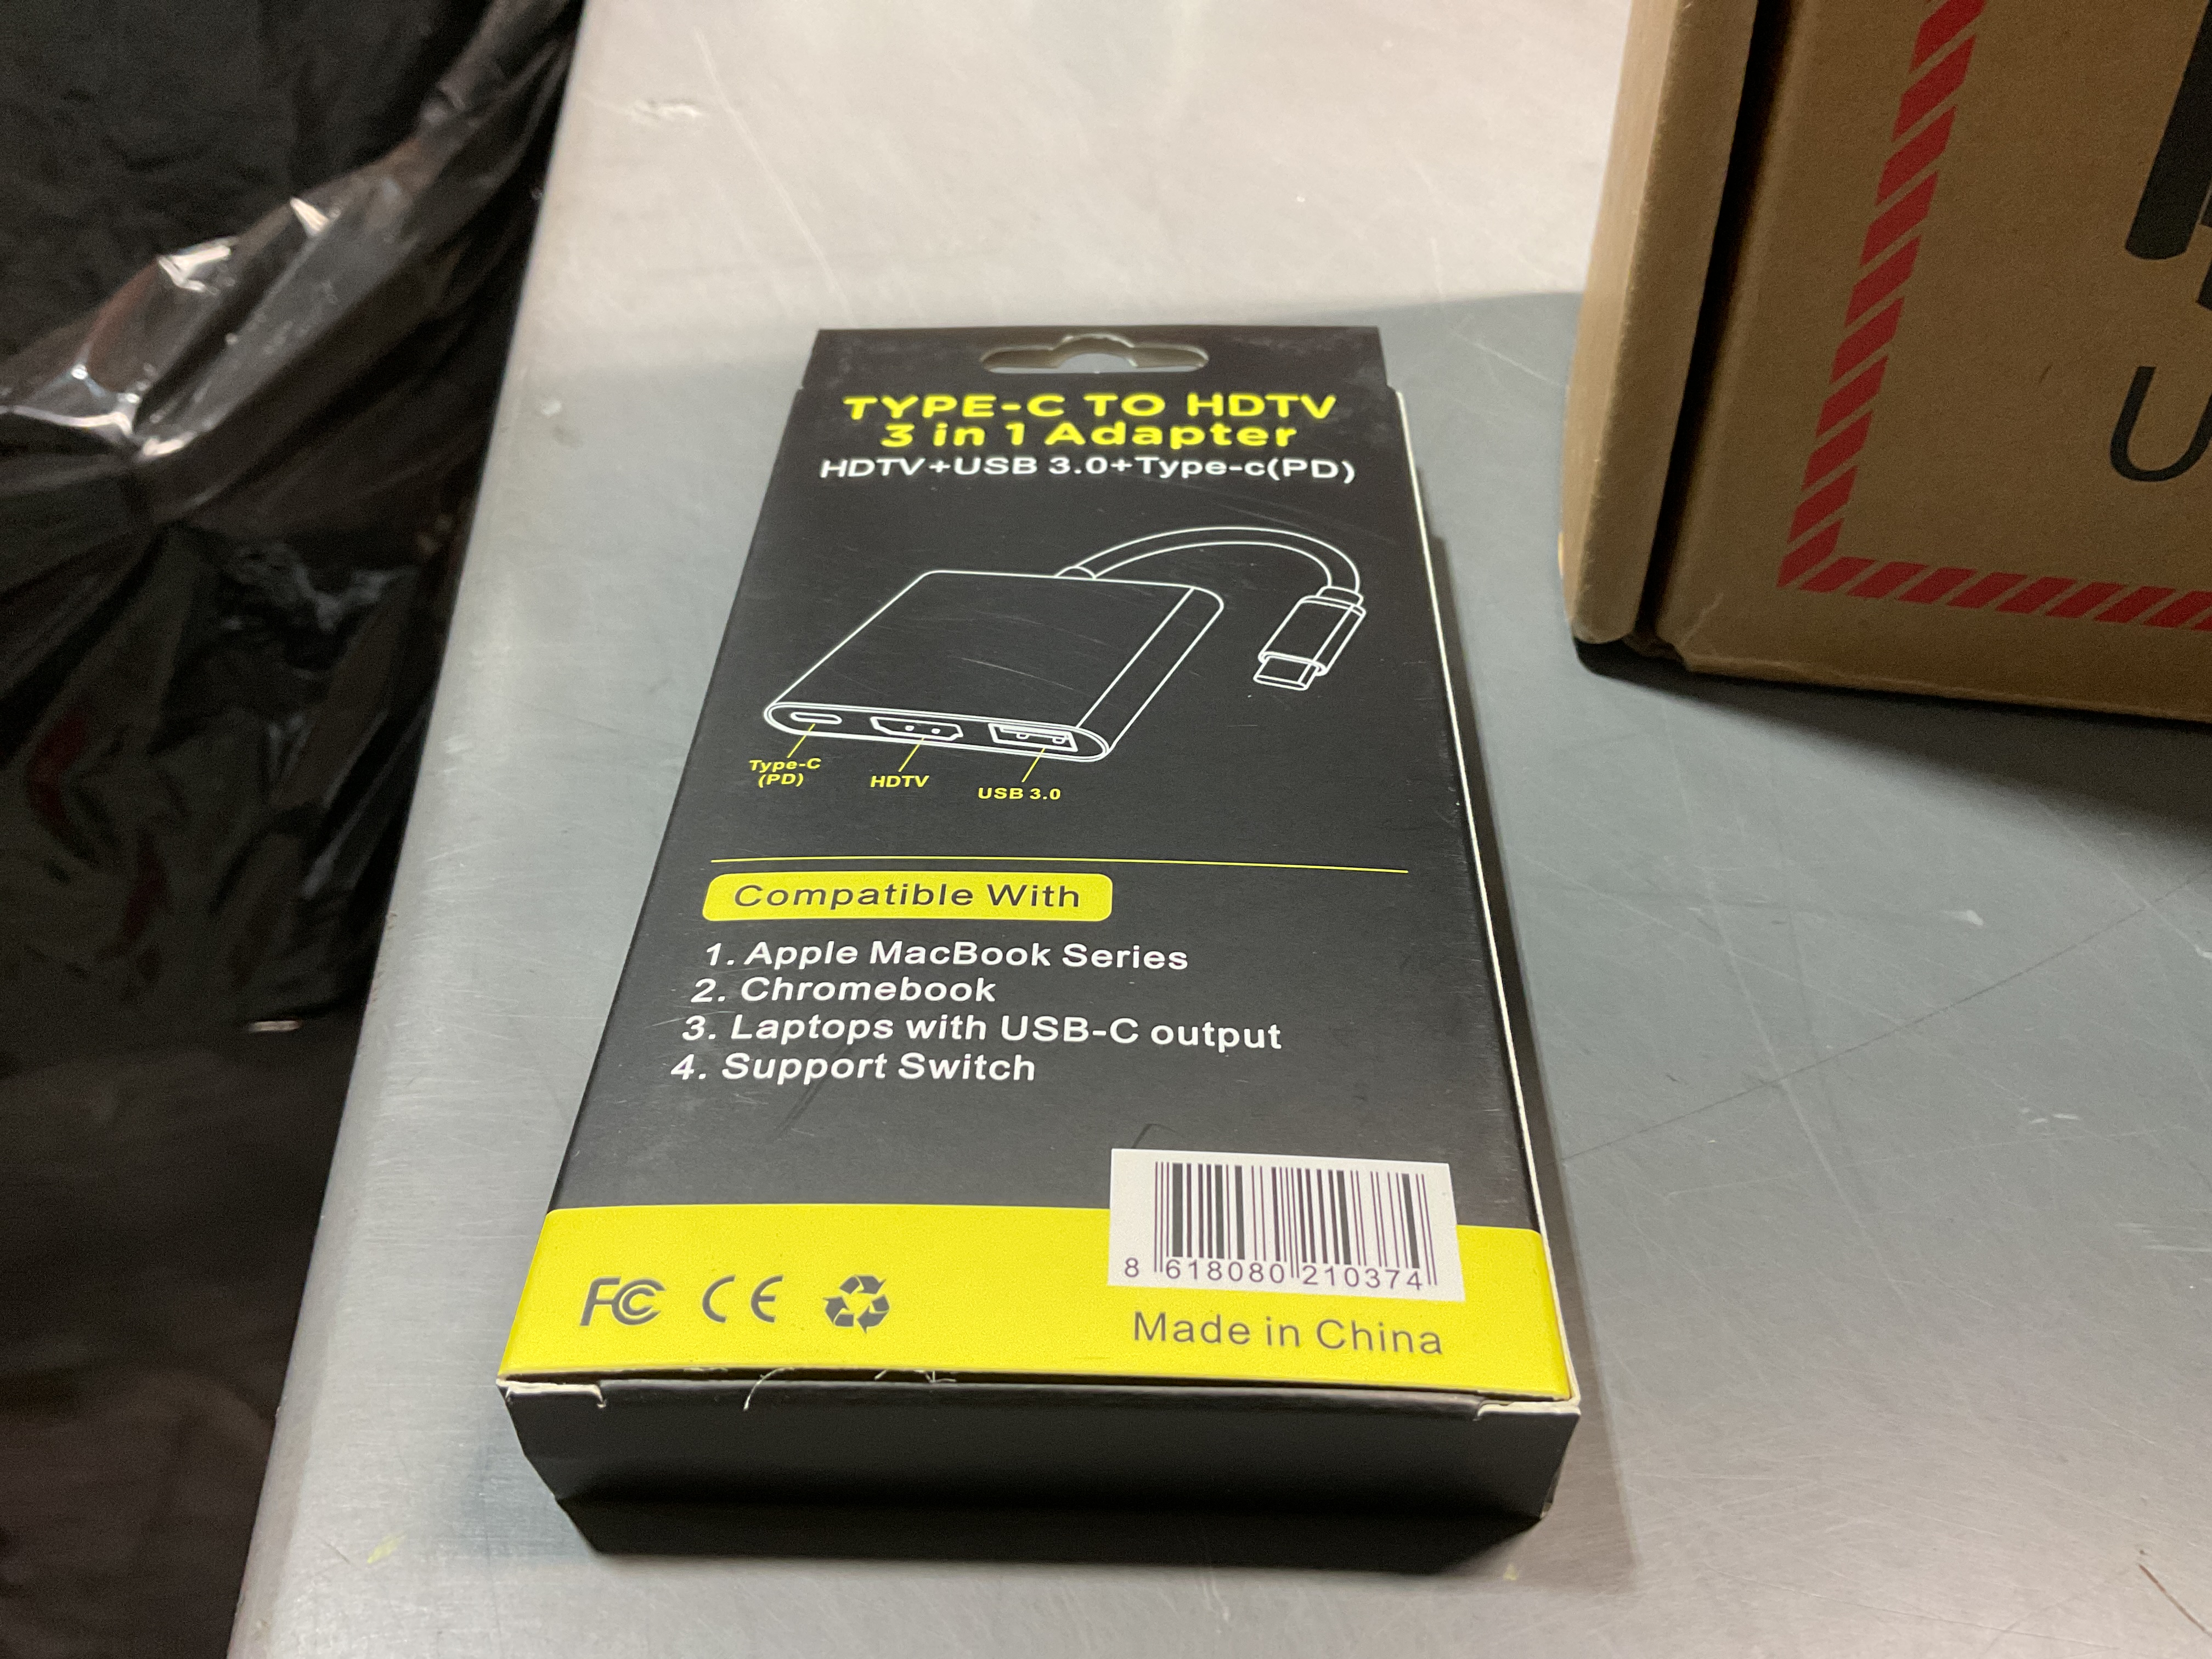 TYPE-C TO HDTV
3 in 1 Adapter
HDTV+USB 3.0+Type-c(PD)
Type-C
(PD)
HDTV
USB 3.0
Compatible With
1. Apple MacBook Series
2. Chromebook
3. Laptops with USB-C output
4. Support Switch
8 618080 210374
FC CE
Made in China